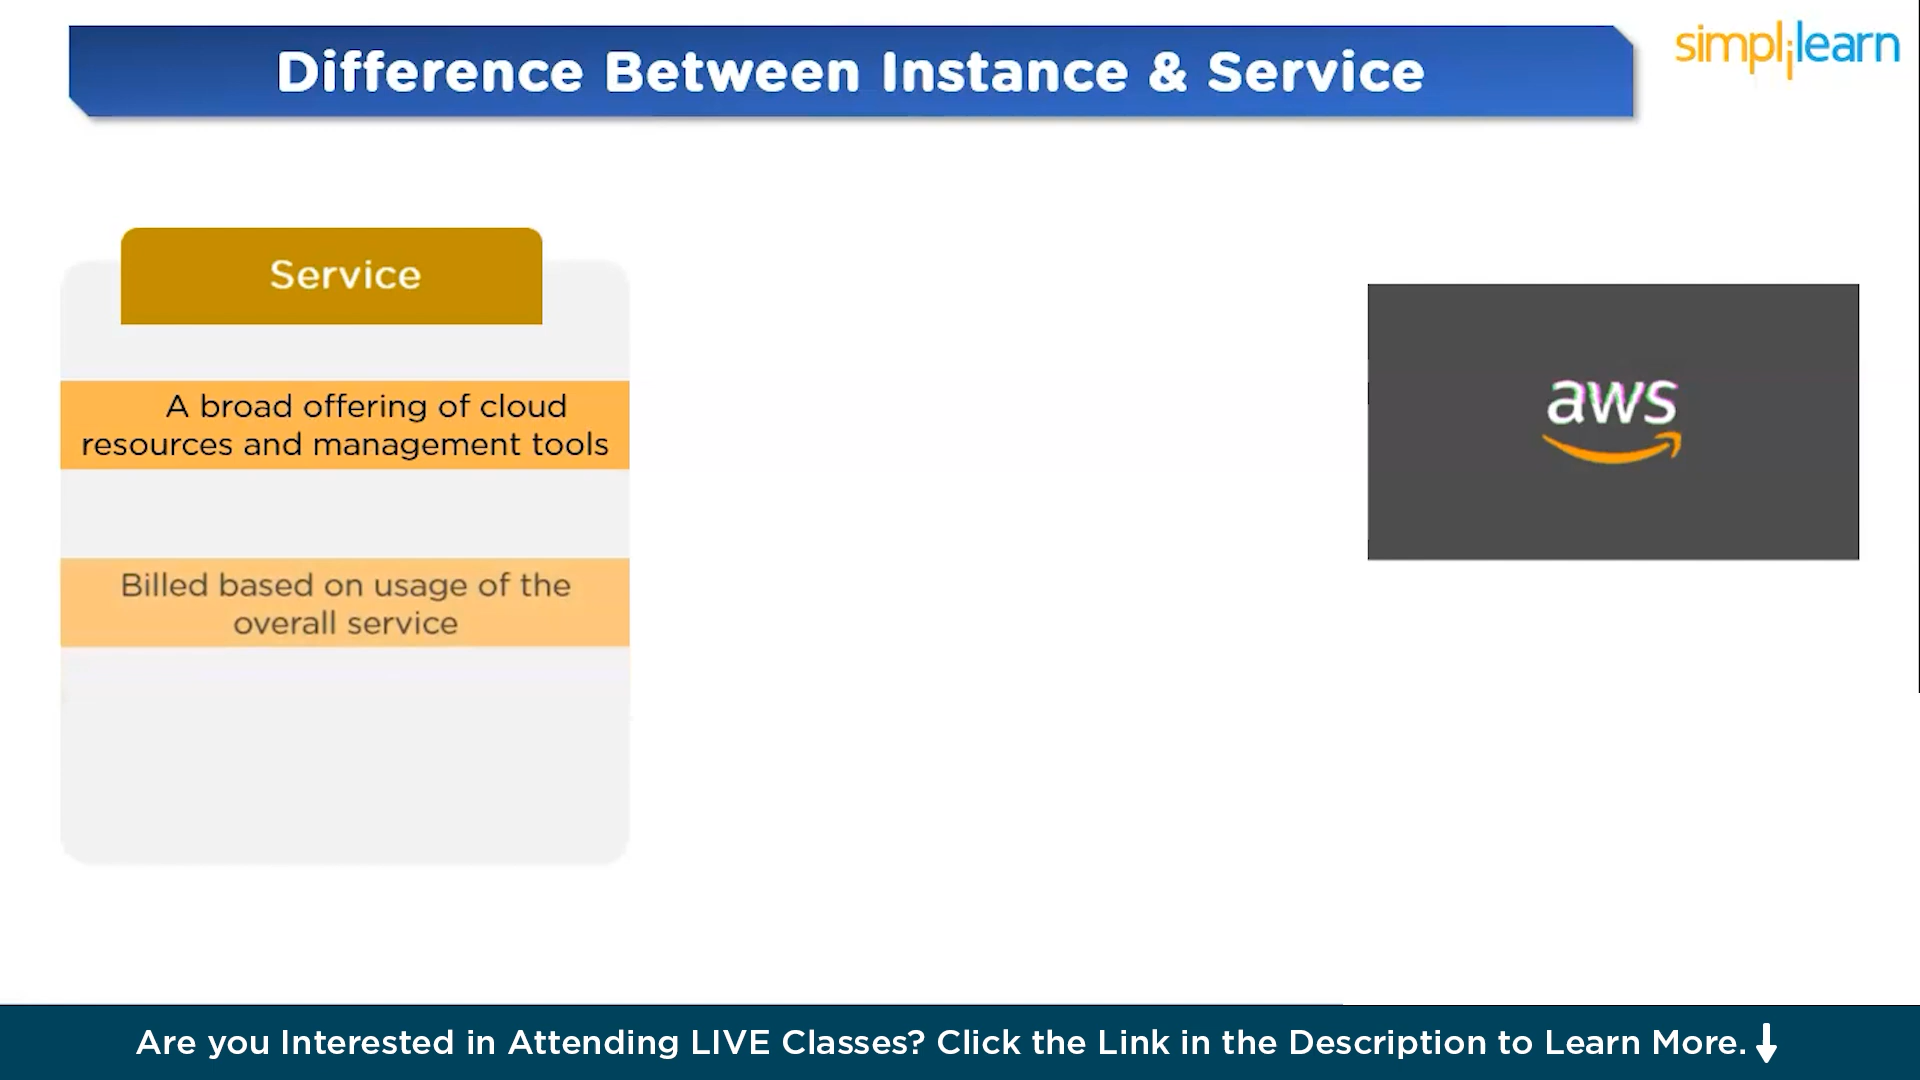 Difference Between Instance & Service
simplilearn
Service
A broad offering of cloud
resources and management tools
Billed based on usage of the
overall service
aws
Are you Interested in Attending LIVE Classes? Click the Link in the Description to Learn More.